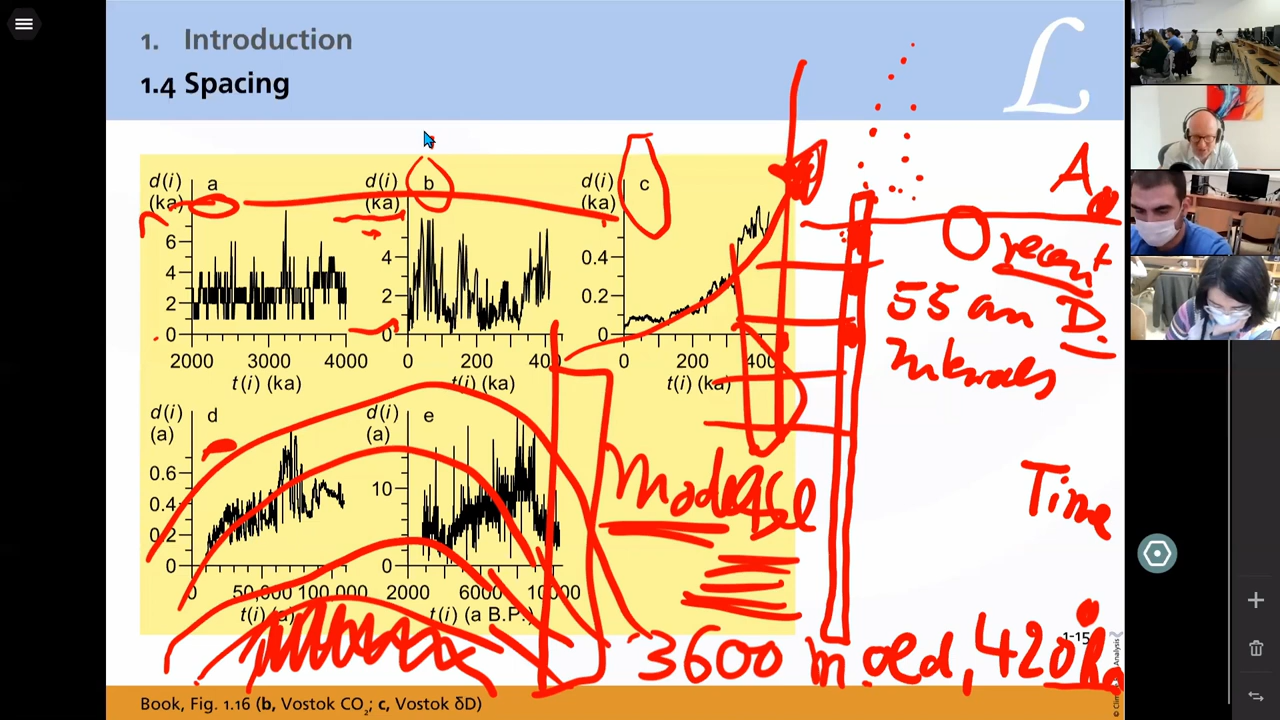 1. Introduction
1.4 Spacing
L
d(i) a d(i) b d(i) c
(ka) (ka) (ka)
6
4 4 0.4
2 2 0.2
0 0 0
2000 3000 4000 0 200 400 0 200 400
t(i) (ka) t(i) (ka) t(i) (ka)
d(i) d d(i) e
(a) (a)
0.6
0.4 10
0.2
0 0
0 50,000 100,000 2000 6000 10000
t(i) (a) t(i) (a B.P.)
A
recent
55 cm D.
intervals
Time
3600 m old, 420 ka
1-15
Book, Fig. 1.16 (b, Vostok CO₂; c, Vostok δD)